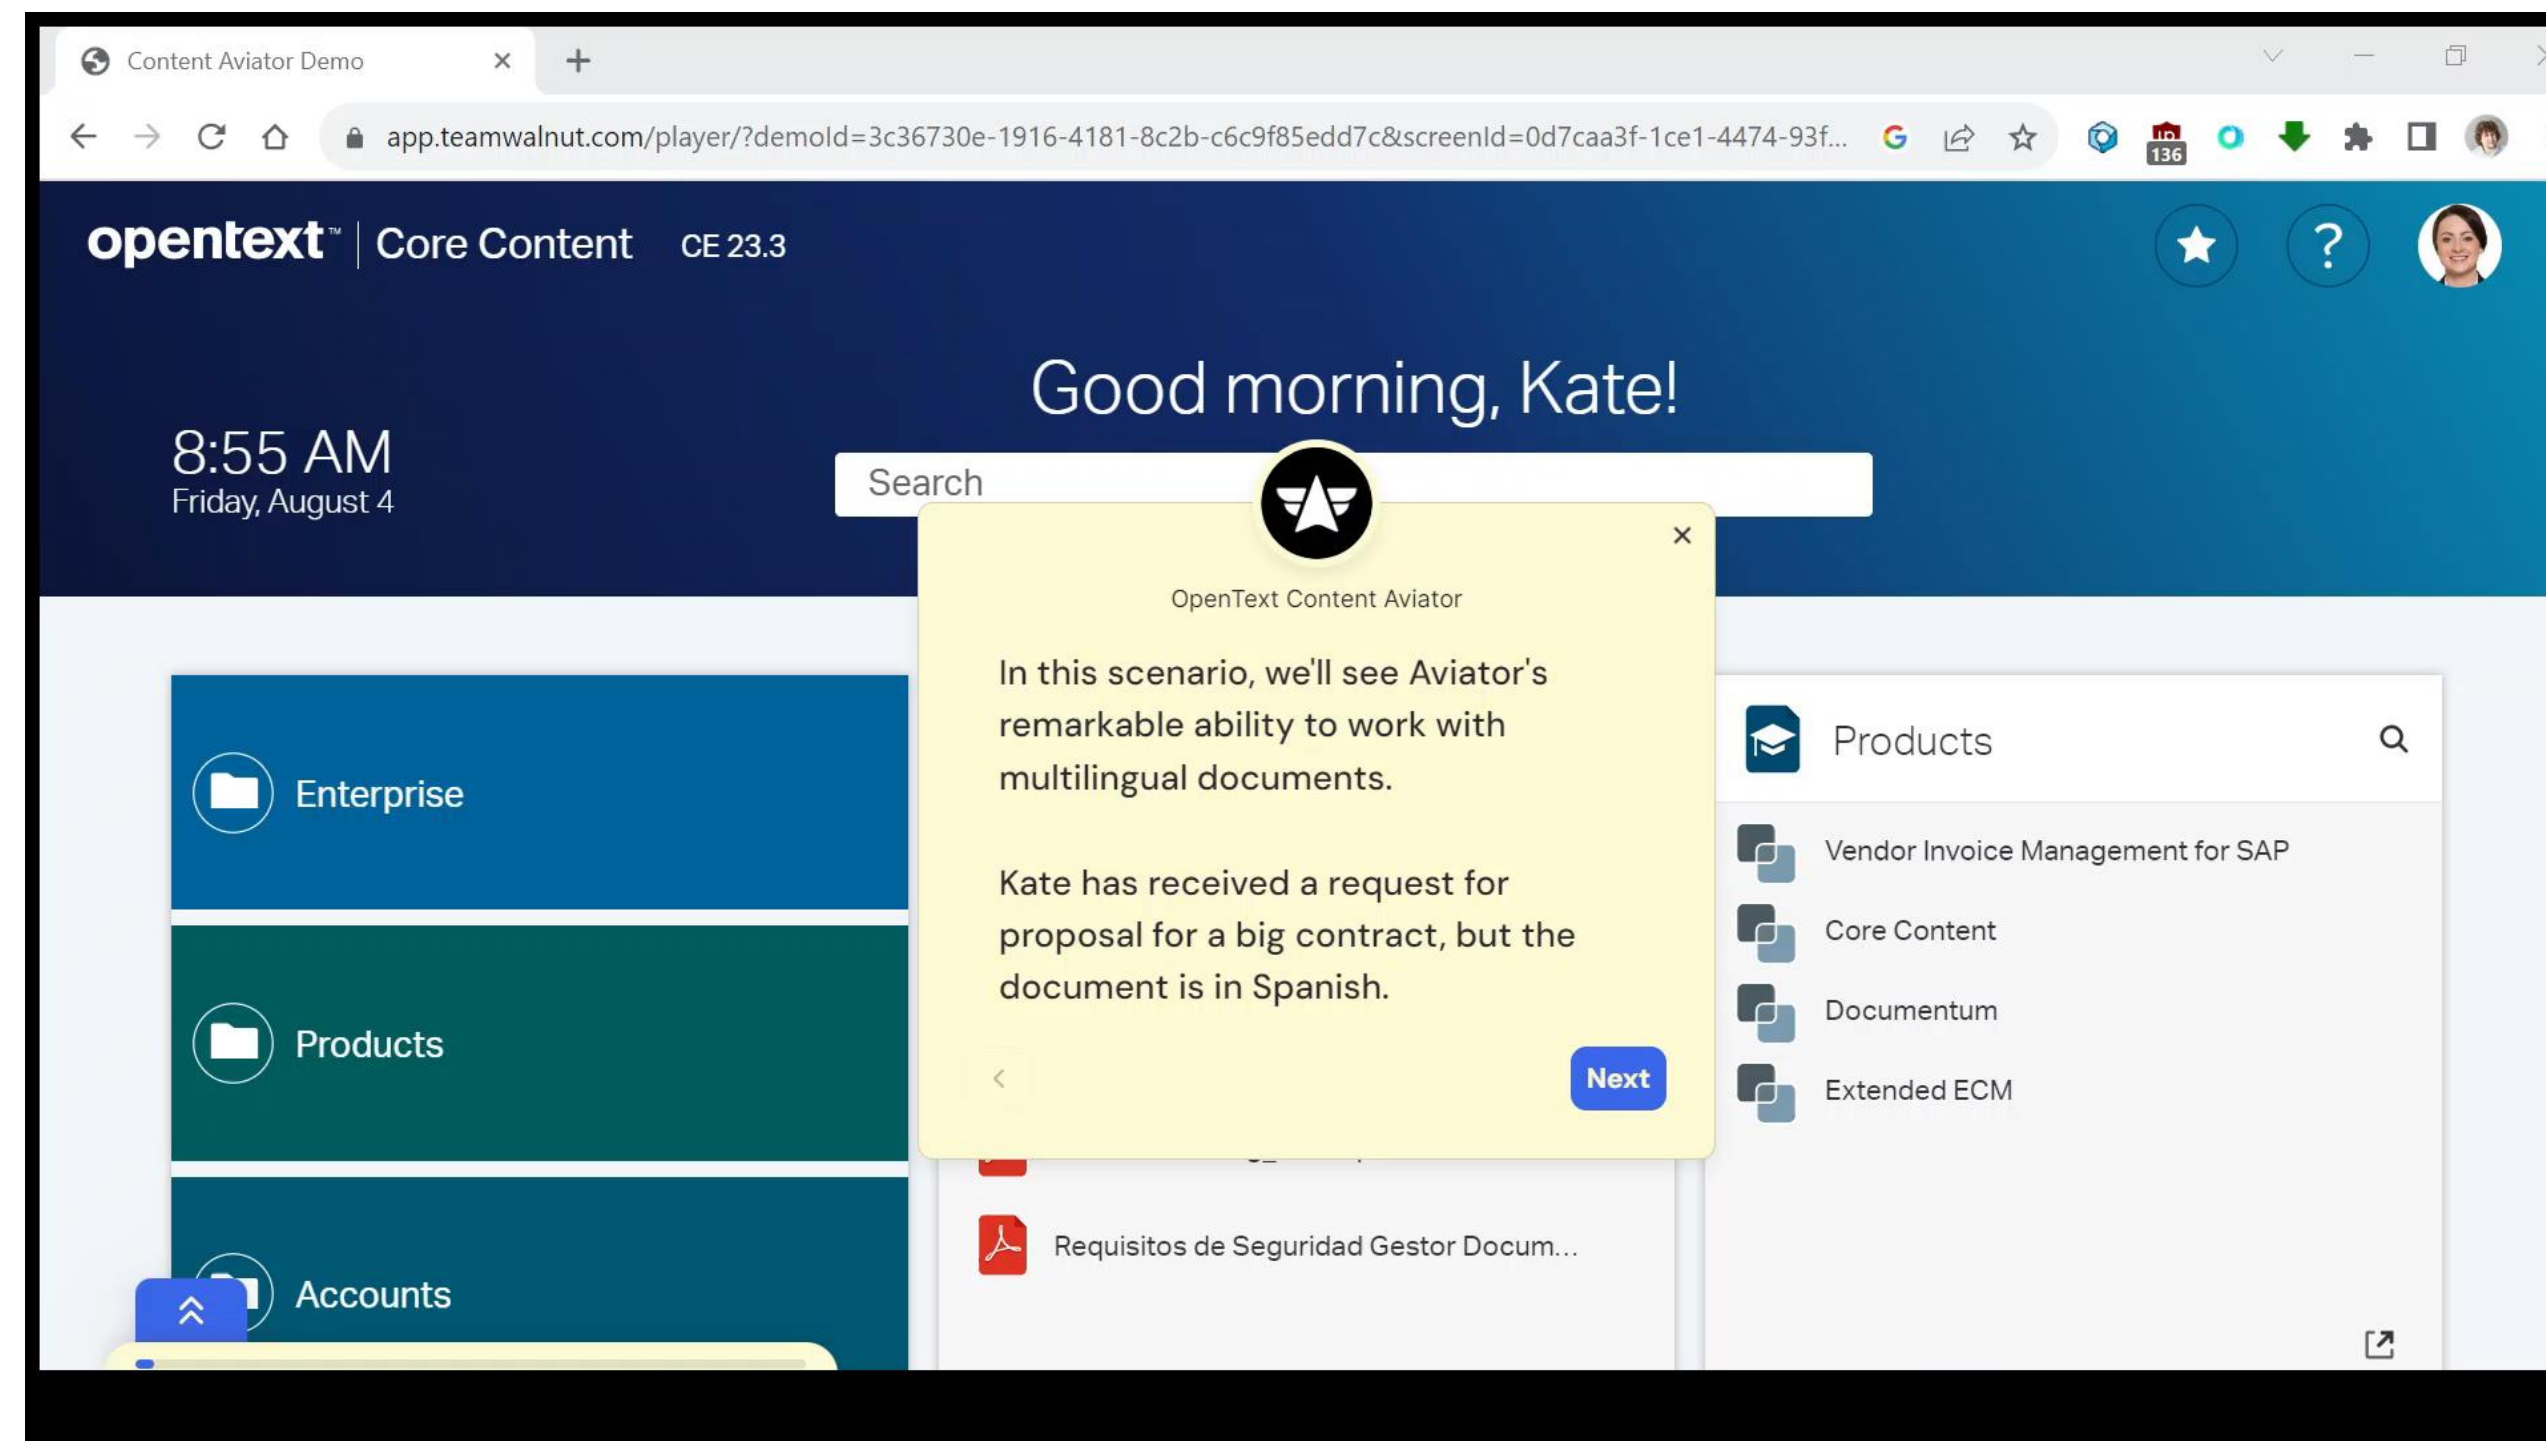 Content Aviator Demo
app.teamwalnut.com/player/?demoId=3c36730e-1916-4181-8c2b-c6c9f85edd7c&screenId=0d7caa3f-1ce1-4474-93f...
136
opentext™ | Core Content CE 23.3
Good morning, Kate!
8:55 AM
Friday, August 4
Search
OpenText Content Aviator
In this scenario, we'll see Aviator's
remarkable ability to work with
multilingual documents.
Kate has received a request for
proposal for a big contract, but the
document is in Spanish.
Next
Enterprise
Products
Accounts
Requisitos de Seguridad Gestor Docum...
Products
Vendor Invoice Management for SAP
Core Content
Documentum
Extended ECM